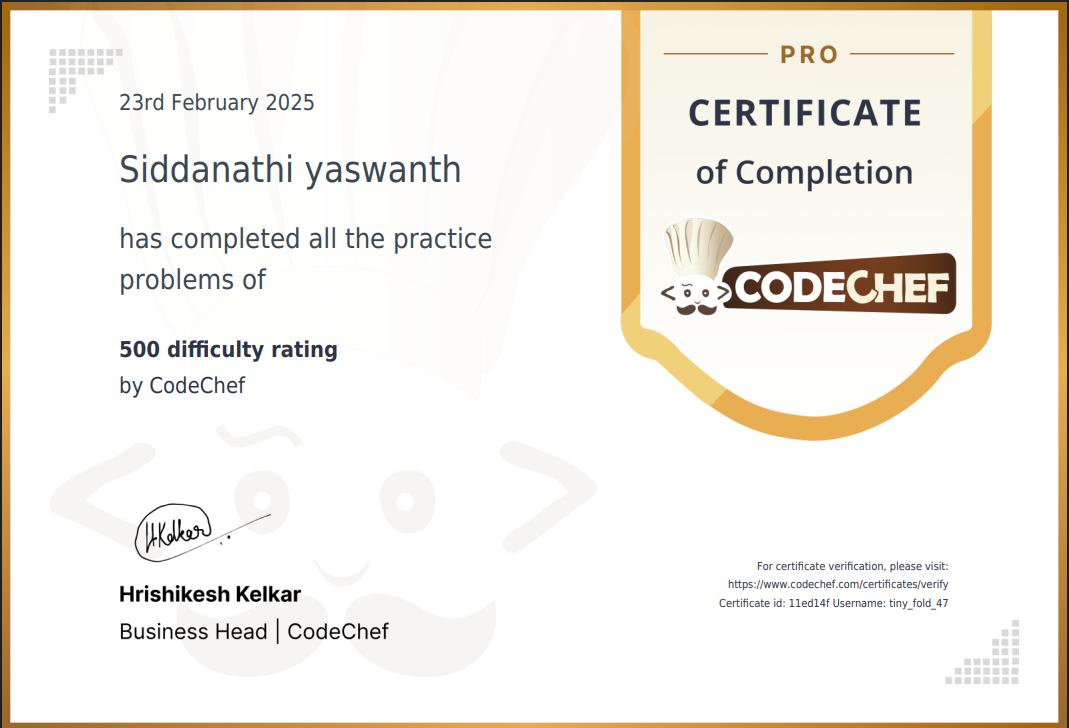 23rd February 2025
Siddanathi yaswanth
has completed all the practice
problems of
500 difficulty rating
by CodeChef
PRO
CERTIFICATE
of Completion
CODECHEF
HKelker
Hrishikesh Kelkar
Business Head | CodeChef
For certificate verification, please visit:
https://www.codechef.com/certificates/verify
Certificate id: 11ed14f Username: tiny_fold_47